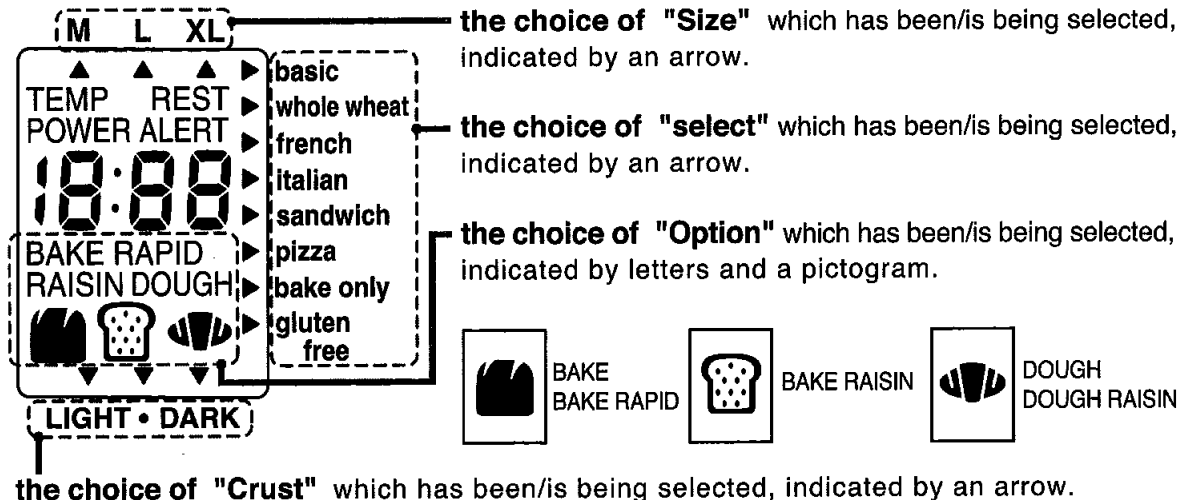 M L XL
the choice of "Size" which has been/is being selected,
indicated by an arrow.
basic
TEMP REST
whole wheat
POWER ALERT
french
the choice of "select" which has been/is being selected,
indicated by an arrow.
18:88
italian
sandwich
BAKE RAPID
pizza
RAISIN DOUGH
bake only
gluten
free
the choice of "Option" which has been/is being selected,
indicated by letters and a pictogram.
BAKE
BAKE RAPID
BAKE RAISIN
DOUGH
DOUGH RAISIN
LIGHT • DARK
the choice of "Crust" which has been/is being selected, indicated by an arrow.